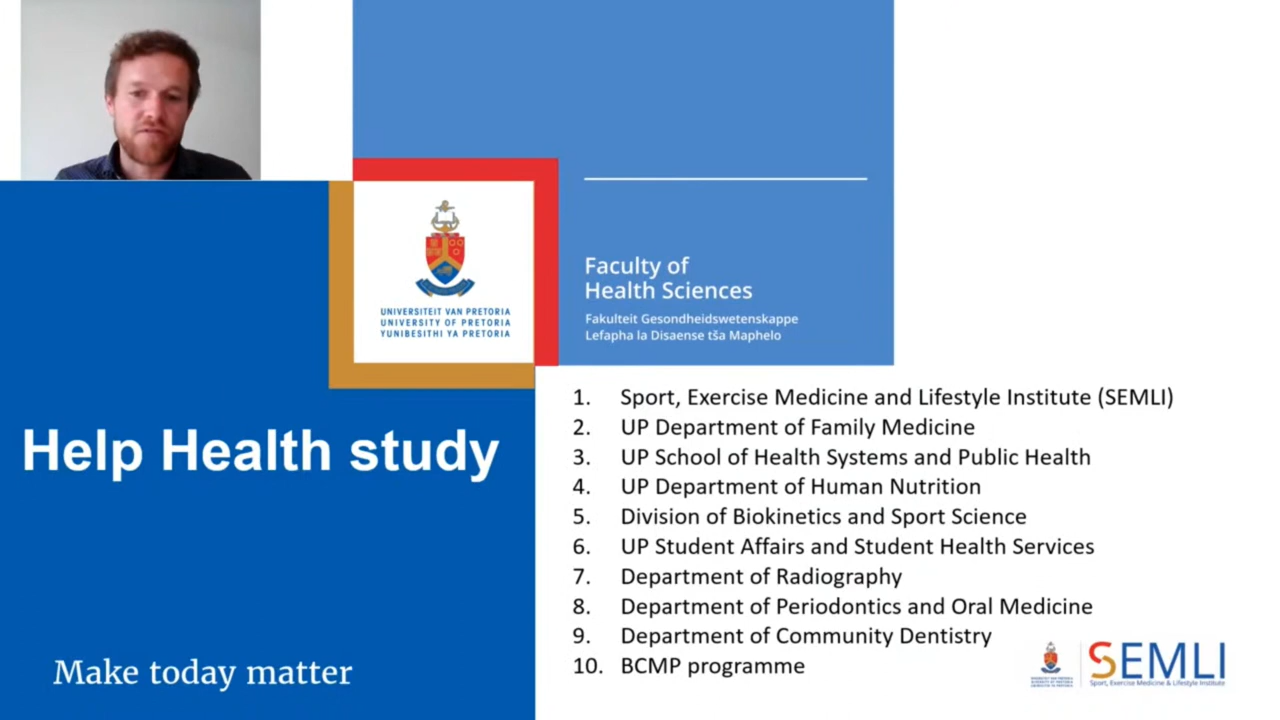 UNIVERSITEIT VAN PRETORIA
UNIVERSITY OF PRETORIA
YUNIBESITHI YA PRETORIA
Faculty of
Health Sciences
Fakulteit Gesondheidswetenskappe
Lefapha la Disaense tša Maphelo
Help Health study
Make today matter
1. Sport, Exercise Medicine and Lifestyle Institute (SEMLI)
2. UP Department of Family Medicine
3. UP School of Health Systems and Public Health
4. UP Department of Human Nutrition
5. Division of Biokinetics and Sport Science
6. UP Student Affairs and Student Health Services
7. Department of Radiography
8. Department of Periodontics and Oral Medicine
9. Department of Community Dentistry
10. BCMP programme
SEMLI
Sport, Exercise Medicine & Lifestyle Institute